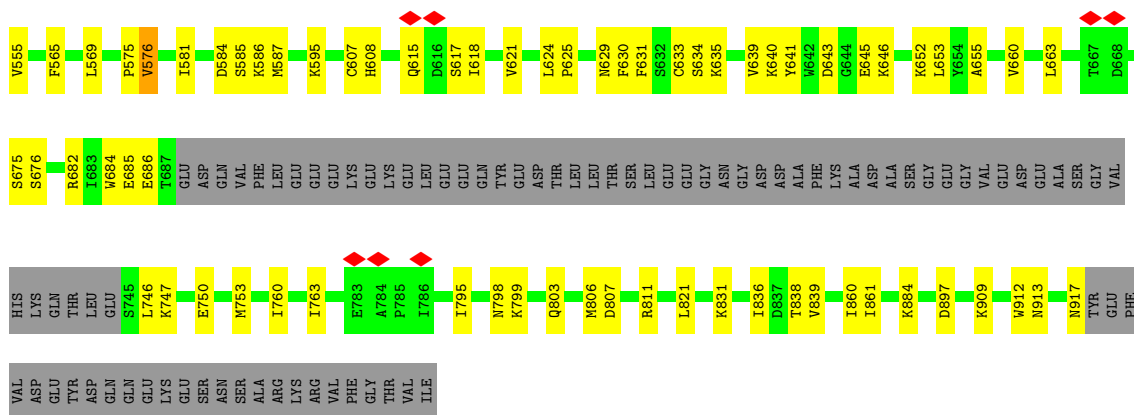 V555 F565 L569 P575 V576 I581 D584 S585 K586 M587 K595 C607 H608 Q615 D616 S617 I618 V621 L624 P625 N629 F630 F631 S632 C633 S634 K635 V639 K640 Y641 W642 D643 G644 E645 K646 K652 L653 Y654 A655 V660 L663 T667 D668
S675 S676 R682 I683 W684 E685 E686 T687 GLU ASP GLN VAL PHE LEU GLU GLU GLU LYS GLU LYS GLU LEU GLU GLU GLN TYR GLU ASP THR LEU LEU THR SER LEU GLU GLU GLY ASN GLY ASP ASP ALA PHE LYS ALA ASP ALA SER GLY GLU GLY VAL GLU ASP GLU ALA SER GLY VAL
HIS LYS GLN THR LEU GLU S745 L746 K747 E750 M753 I760 I763 E783 A784 P785 I786 I795 N798 K799 Q803 M806 D807 R811 L821 K831 I836 D837 T838 V839 I860 I861 K884 D897 K909 W912 N913 N917 TYR GLU PHE
VAL ASP GLU TYR ASP GLN GLN GLU LYS GLU SER ASN SER ALA ARG LYS ARG VAL PHE GLY THR VAL ILE